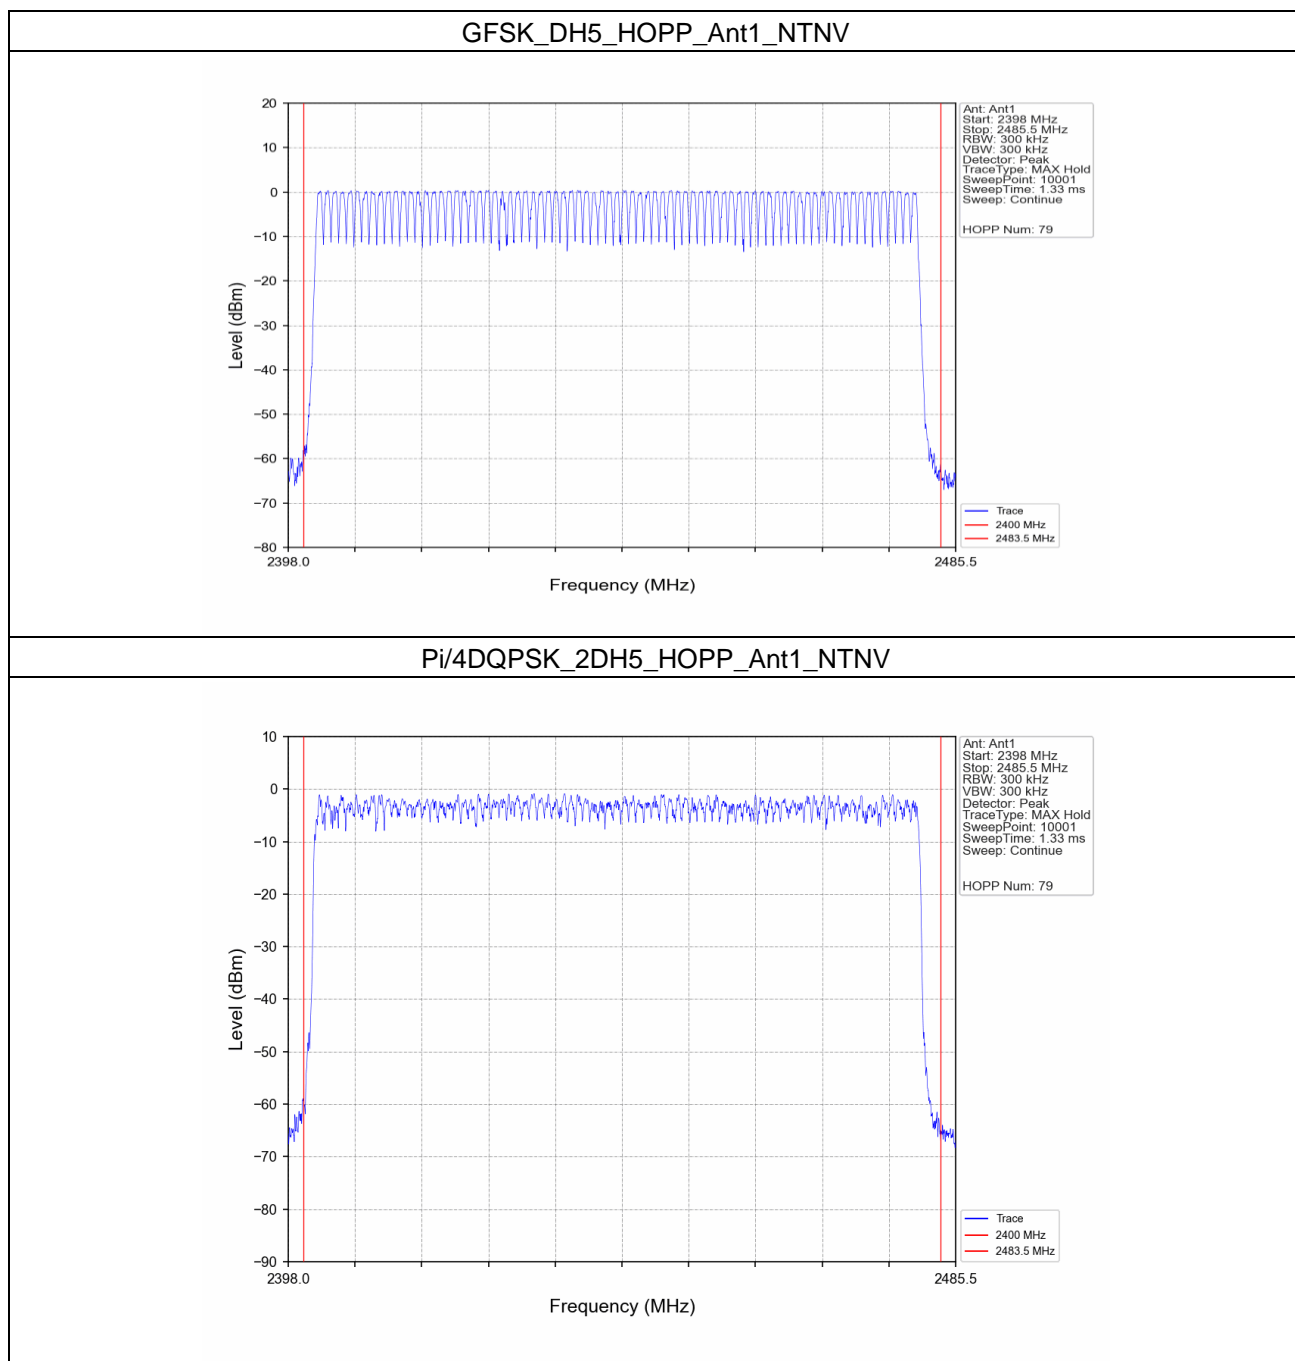 GFSK_DH5_HOPP_Ant1_NTNV
20
10
0
−10
−20
−30
−40
−50
−60
−70
−80
Level (dBm)
2398.0
2485.5
Frequency (MHz)
Ant: Ant1
Start: 2398 MHz
Stop: 2485.5 MHz
RBW: 300 kHz
VBW: 300 kHz
Detector: Peak
TraceType: MAX Hold
SweepPoint: 10001
SweepTime: 1.33 ms
Sweep: Continue
HOPP Num: 79
Trace
2400 MHz
2483.5 MHz
Pi/4DQPSK_2DH5_HOPP_Ant1_NTNV
10
0
−10
−20
−30
−40
−50
−60
−70
−80
−90
Level (dBm)
2398.0
2485.5
Frequency (MHz)
Ant: Ant1
Start: 2398 MHz
Stop: 2485.5 MHz
RBW: 300 kHz
VBW: 300 kHz
Detector: Peak
TraceType: MAX Hold
SweepPoint: 10001
SweepTime: 1.33 ms
Sweep: Continue
HOPP Num: 79
Trace
2400 MHz
2483.5 MHz